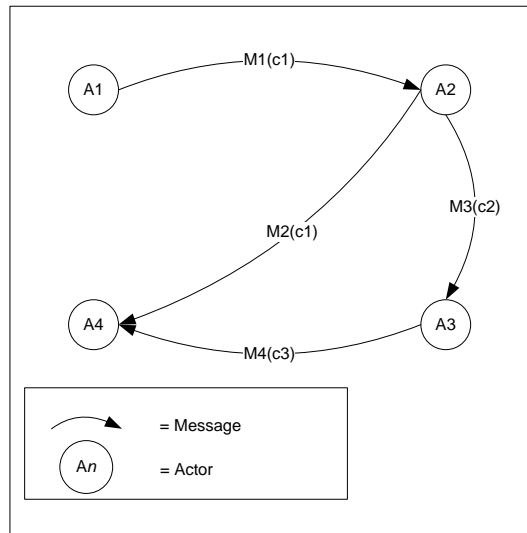 M1(c1)
A1
A2
M3(c2)
M2(c1)
A4
A3
M4(c3)
= Message
An
= Actor